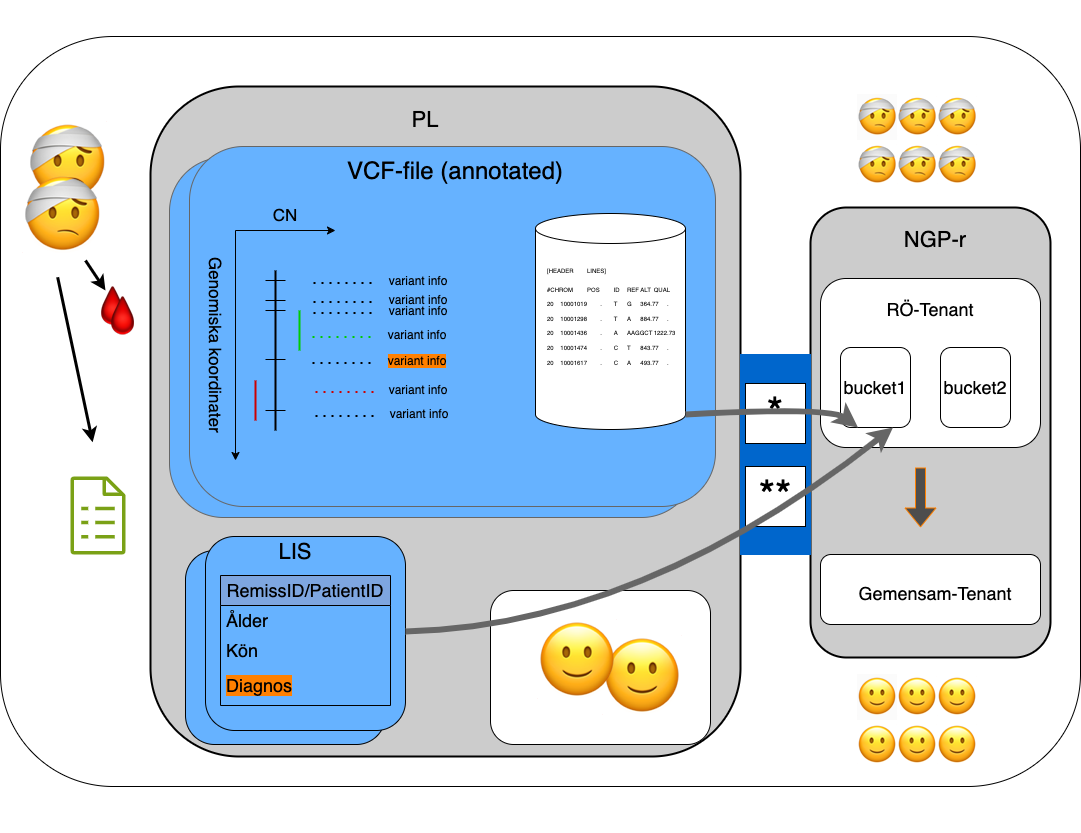 PL
VCF-file (annotated)
CN
Genomiska koordinater
variant info
variant info
variant info
variant info
variant info
variant info
variant info
[HEADER LINES]
#CHROM POS ID REF ALT QUAL
20 10001019 . T G 364.77 .
20 10001298 . T A 884.77 .
20 10001436 . A AAGGCT 1222.73
20 10001474 . C T 843.77 .
20 10001617 . C A 493.77 .
LIS
RemissID/PatientID
Ålder
Kön
Diagnos
*
**
NGP-r
RÖ-Tenant
bucket1
bucket2
Gemensam-Tenant